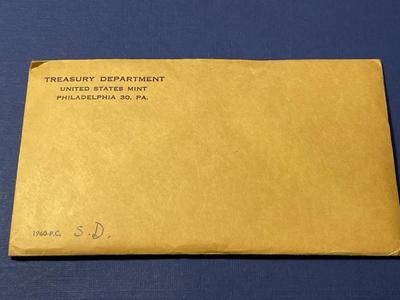 TREASURY DEPARTMENT
UNITED STATES MINT
PHILADELPHIA 30, PA.
1960-P.C. S.D.